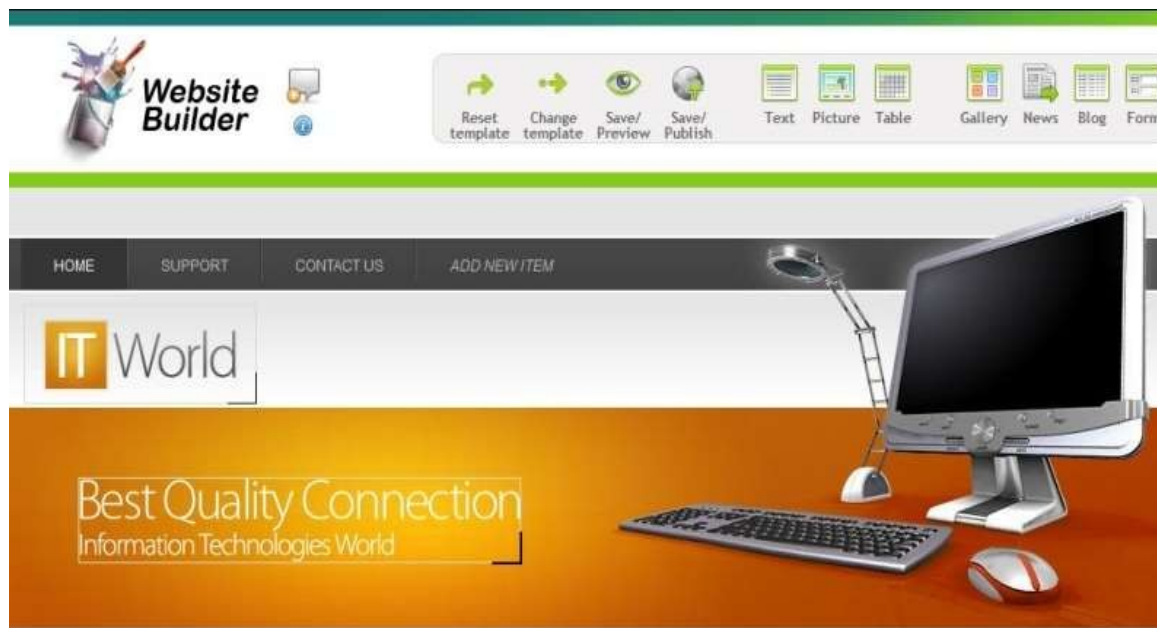 Website
Builder
Reset
template
Change
template
Save/
Preview
Save/
Publish
Text
Picture
Table
Gallery
News
Blog
Form
HOME
SUPPORT
CONTACT US
ADD NEW ITEM
IT World
Best Quality Connection
Information Technologies World